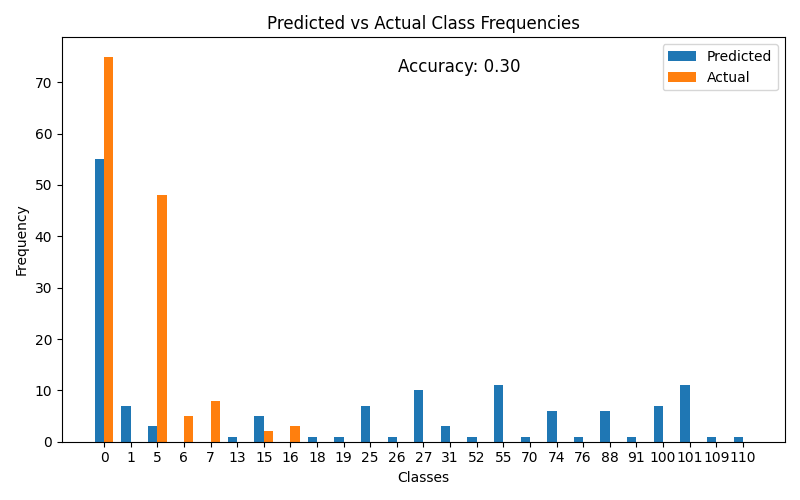 Predicted vs Actual Class Frequencies
Accuracy: 0.30
Predicted
Actual
Frequency
70
60
50
40
30
20
10
0
0 1 5 6 7 13 15 16 18 19 25 26 27 31 52 55 70 74 76 88 91 100 101 109 110
Classes